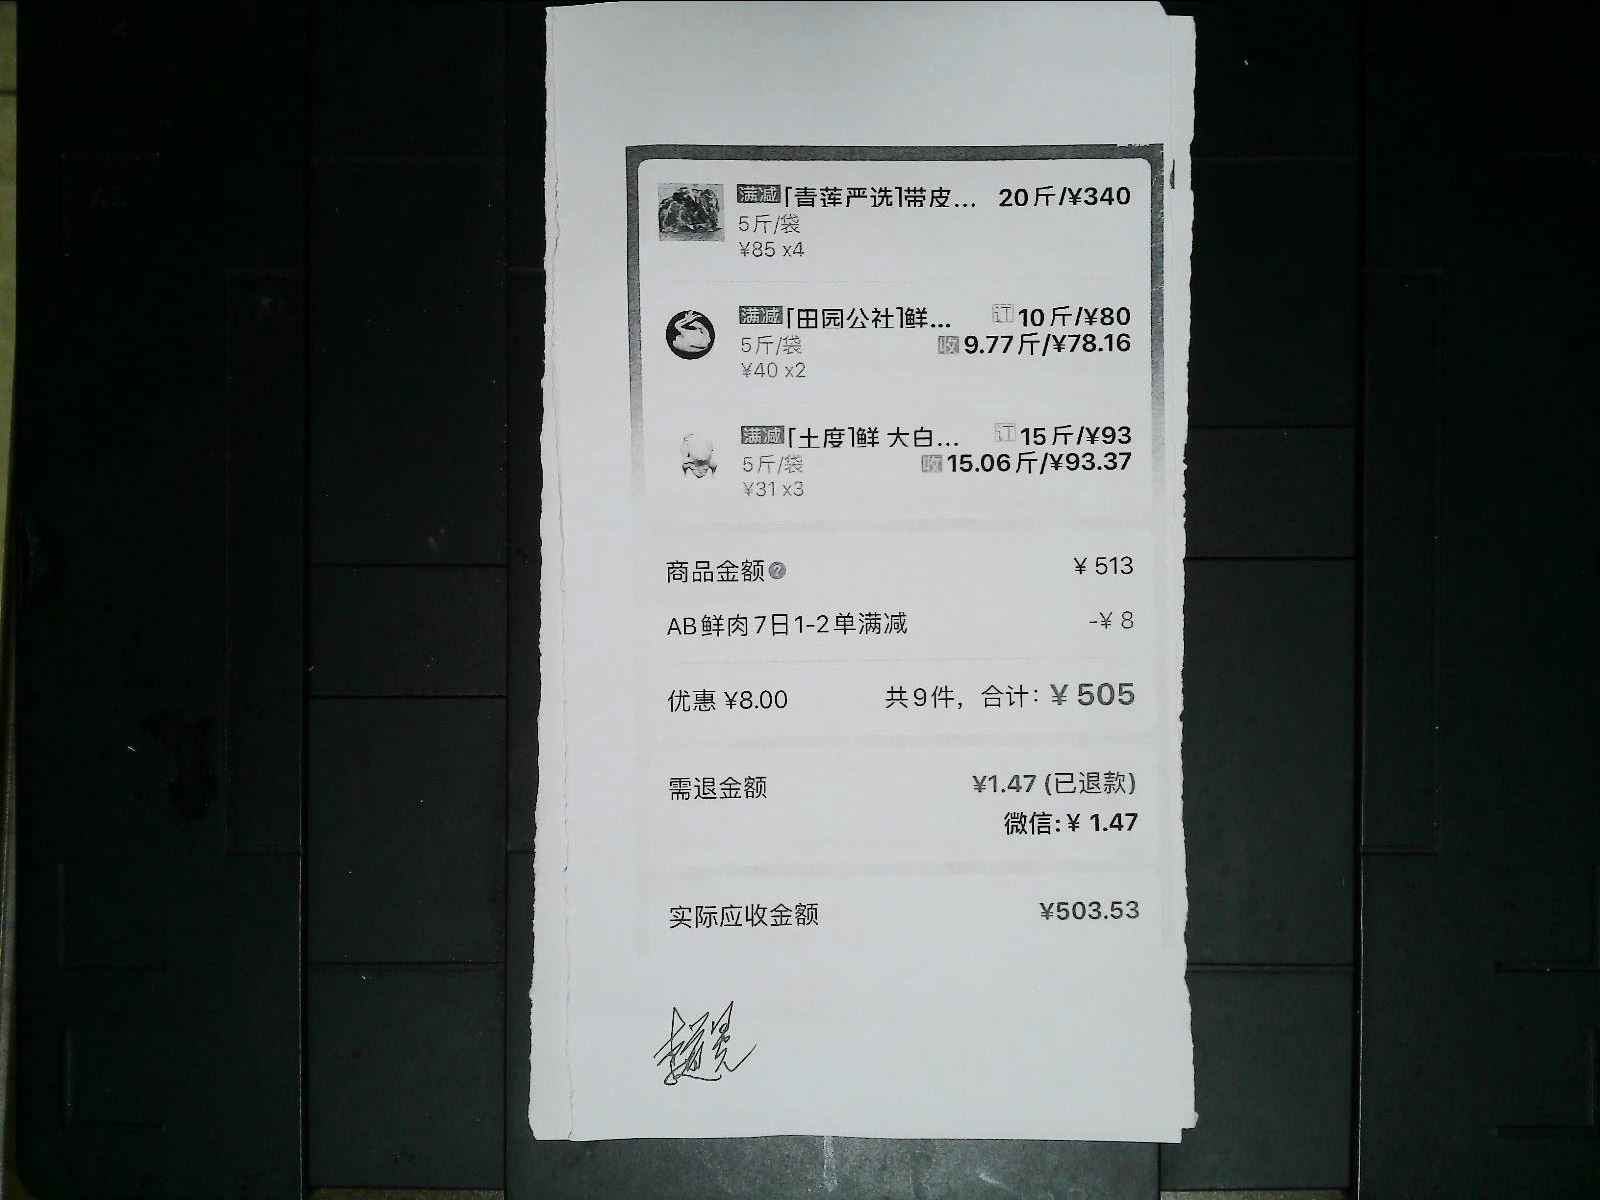 满减「青莲严选]带皮... 20斤/¥340
5斤/袋
¥85 x4
满减「田园公社]鲜... 订10斤/¥80
5斤/袋 收9.77斤/¥78.16
¥40 x2
满减「土度]鲜 大白... 订15斤/¥93
5斤/袋 收15.06斤/¥93.37
¥31 x3
商品金额? ¥ 513
AB鲜肉7日1-2单满减 -¥ 8
优惠 ¥8.00 共9件，合计：¥ 505
需退金额 ¥1.47 (已退款)
微信:¥ 1.47
实际应收金额 ¥503.53